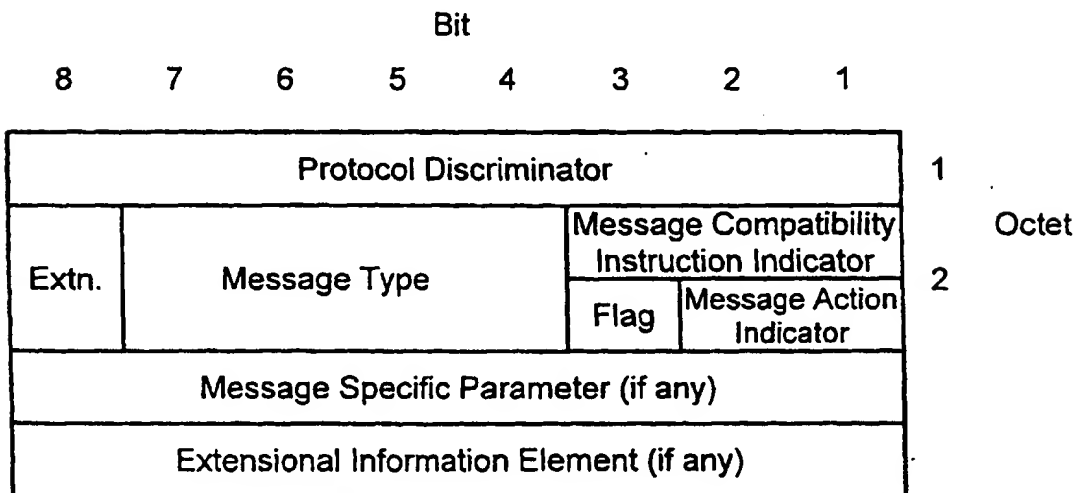 Bit
8 7 6 5 4 3 2 1
Protocol Discriminator
1
Octet
Extn.
Message Type
Message Compatibility
Instruction Indicator
2
Flag
Message Action
Indicator
Message Specific Parameter (if any)
Extensional Information Element (if any)